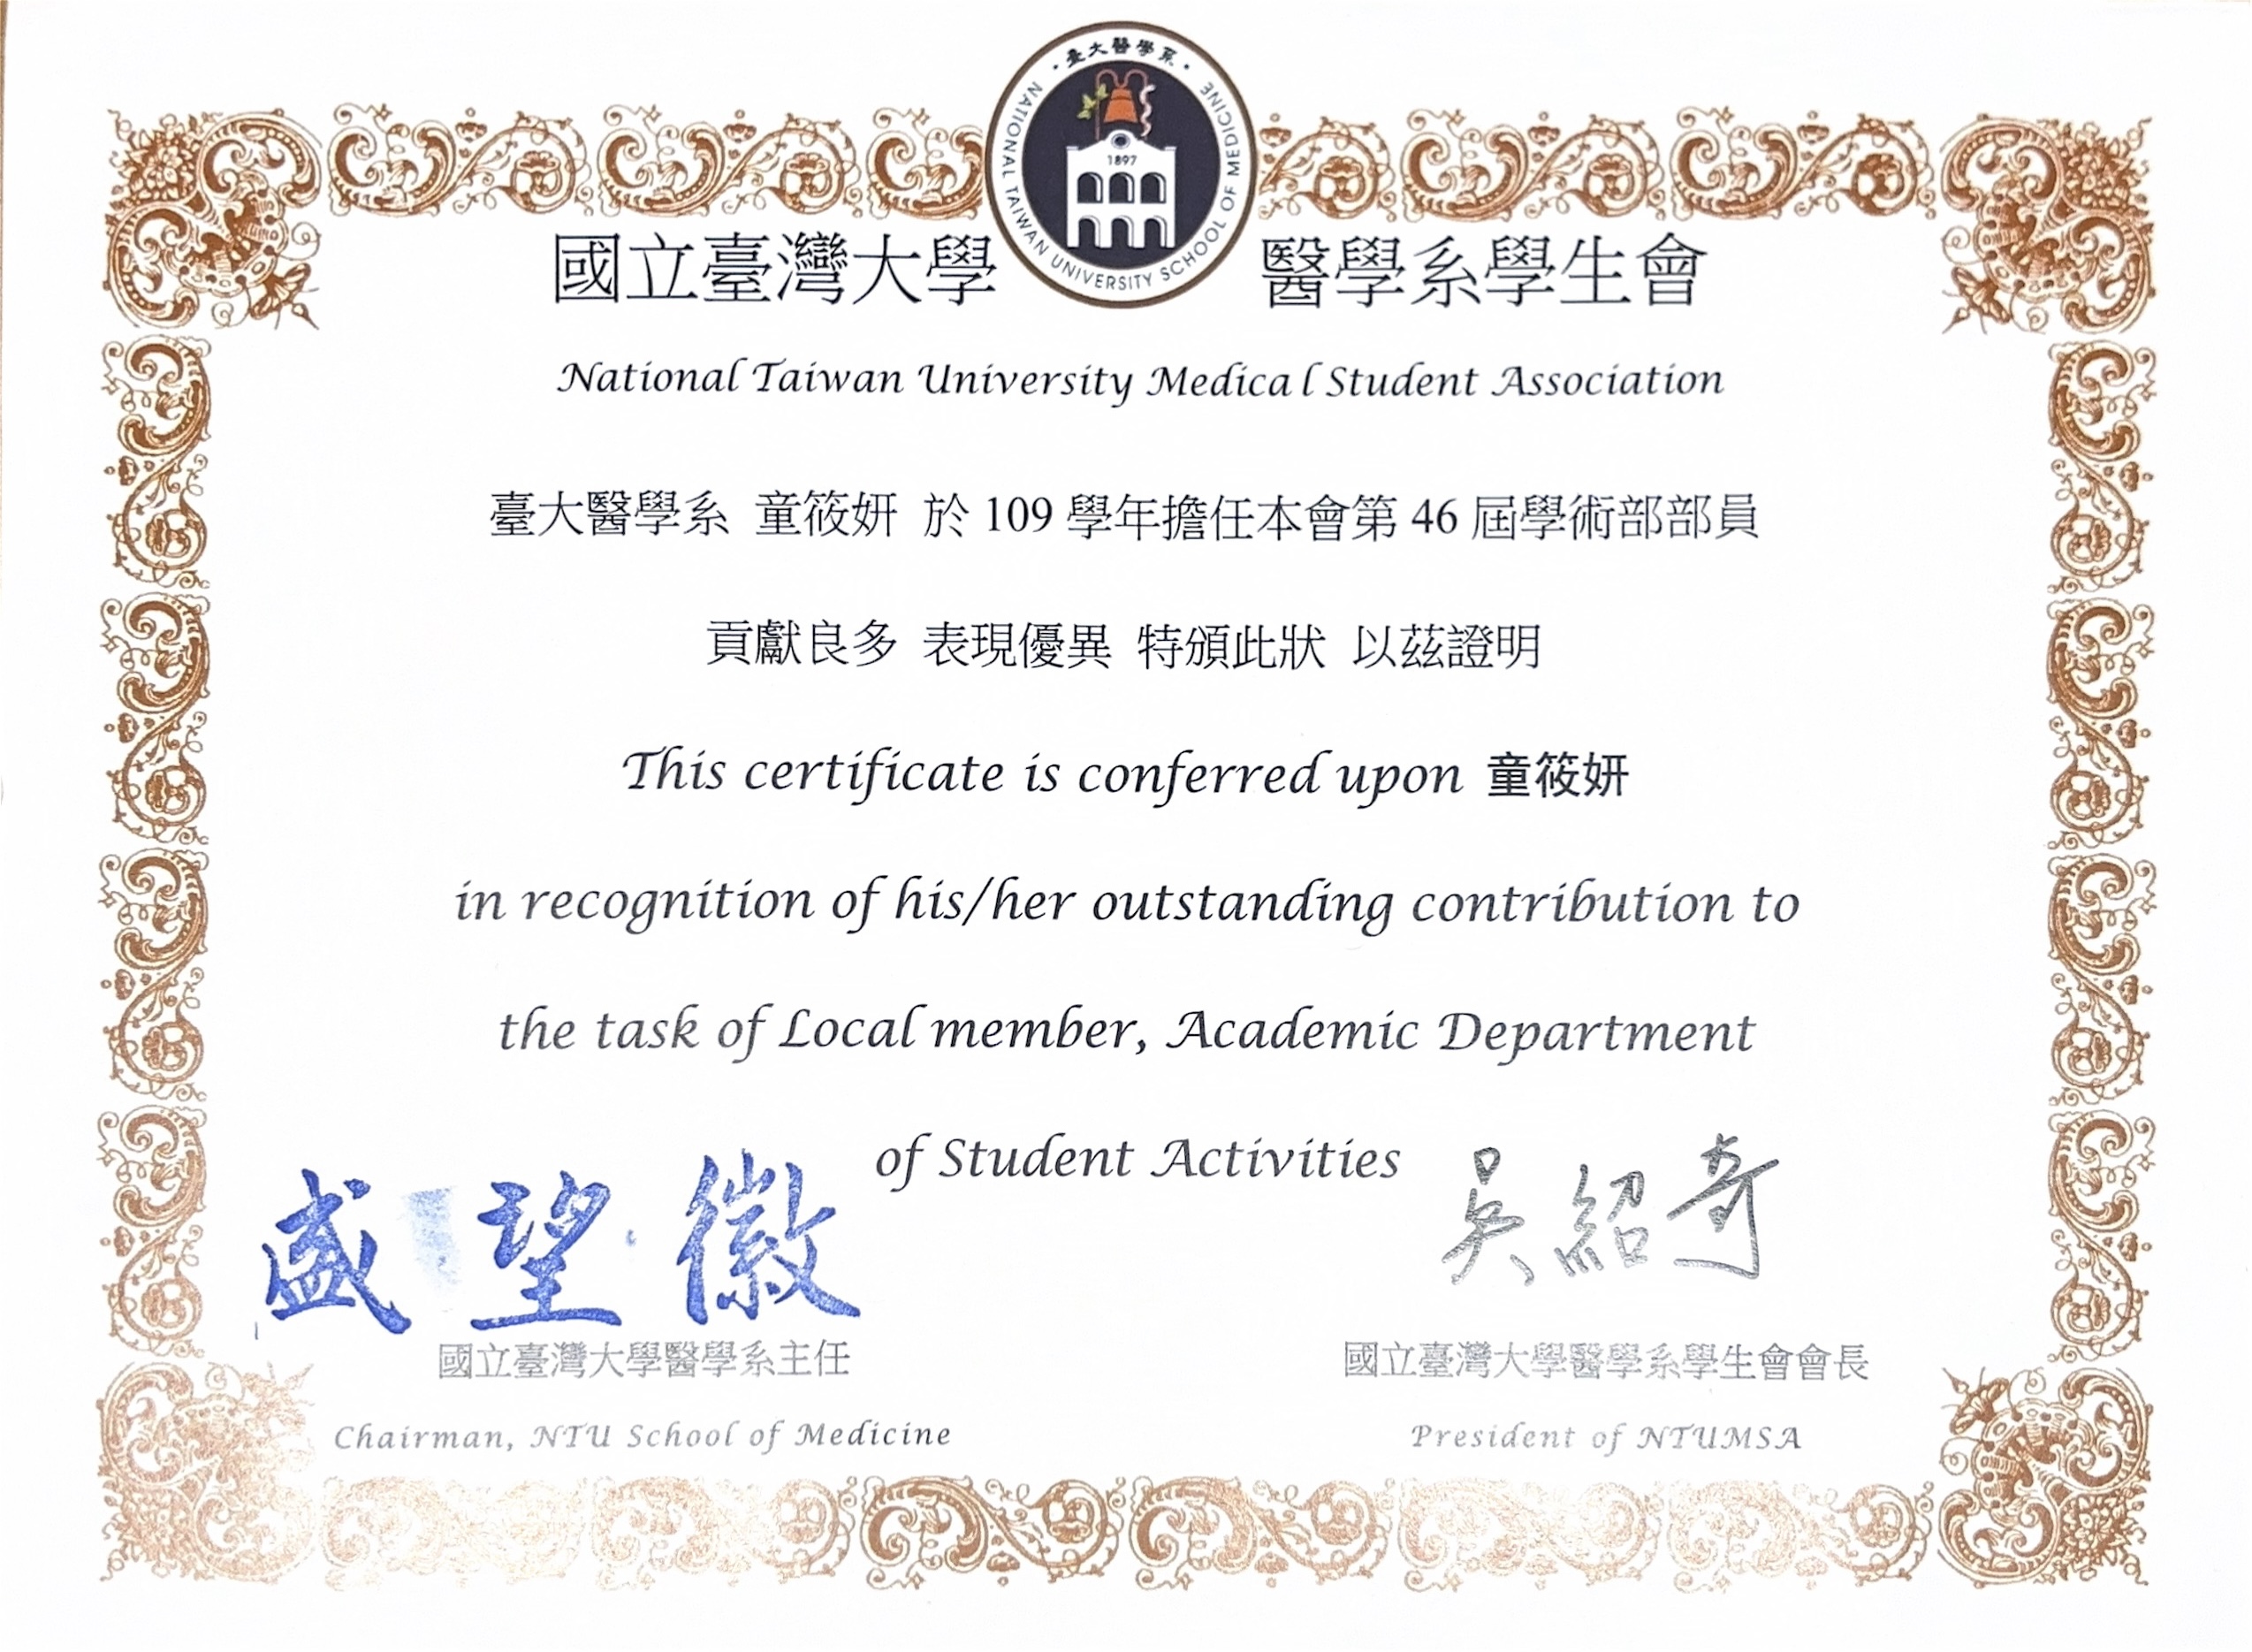 ·臺大醫學系·
NATIONAL TAIWAN UNIVERSITY SCHOOL OF MEDICINE
1897
國立臺灣大學 醫學系學生會
National Taiwan University Medical Student Association
臺大醫學系 童筱妍 於 109 學年擔任本會第 46 屆學術部部員
貢獻良多 表現優異 特頒此狀 以茲證明
This certificate is conferred upon 童筱妍
in recognition of his/her outstanding contribution to
the task of Local member, Academic Department
of Student Activities
盛望徽 吳紹奇
國立臺灣大學醫學系主任 國立臺灣大學醫學系學生會會長
Chairman, NTU School of Medicine President of NTUMSA